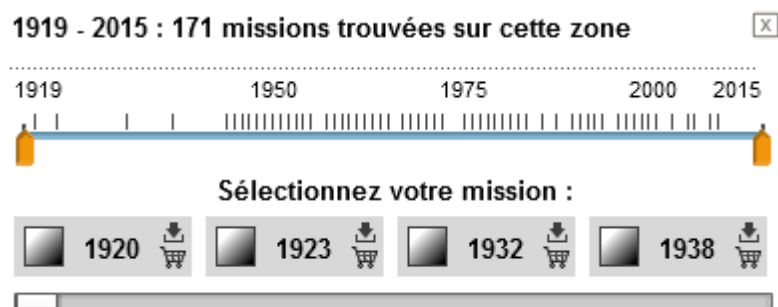 1919 - 2015 : 171 missions trouvées sur cette zone X
1919 1950 1975 2000 2015
Sélectionnez votre mission :
1920 1923 1932 1938